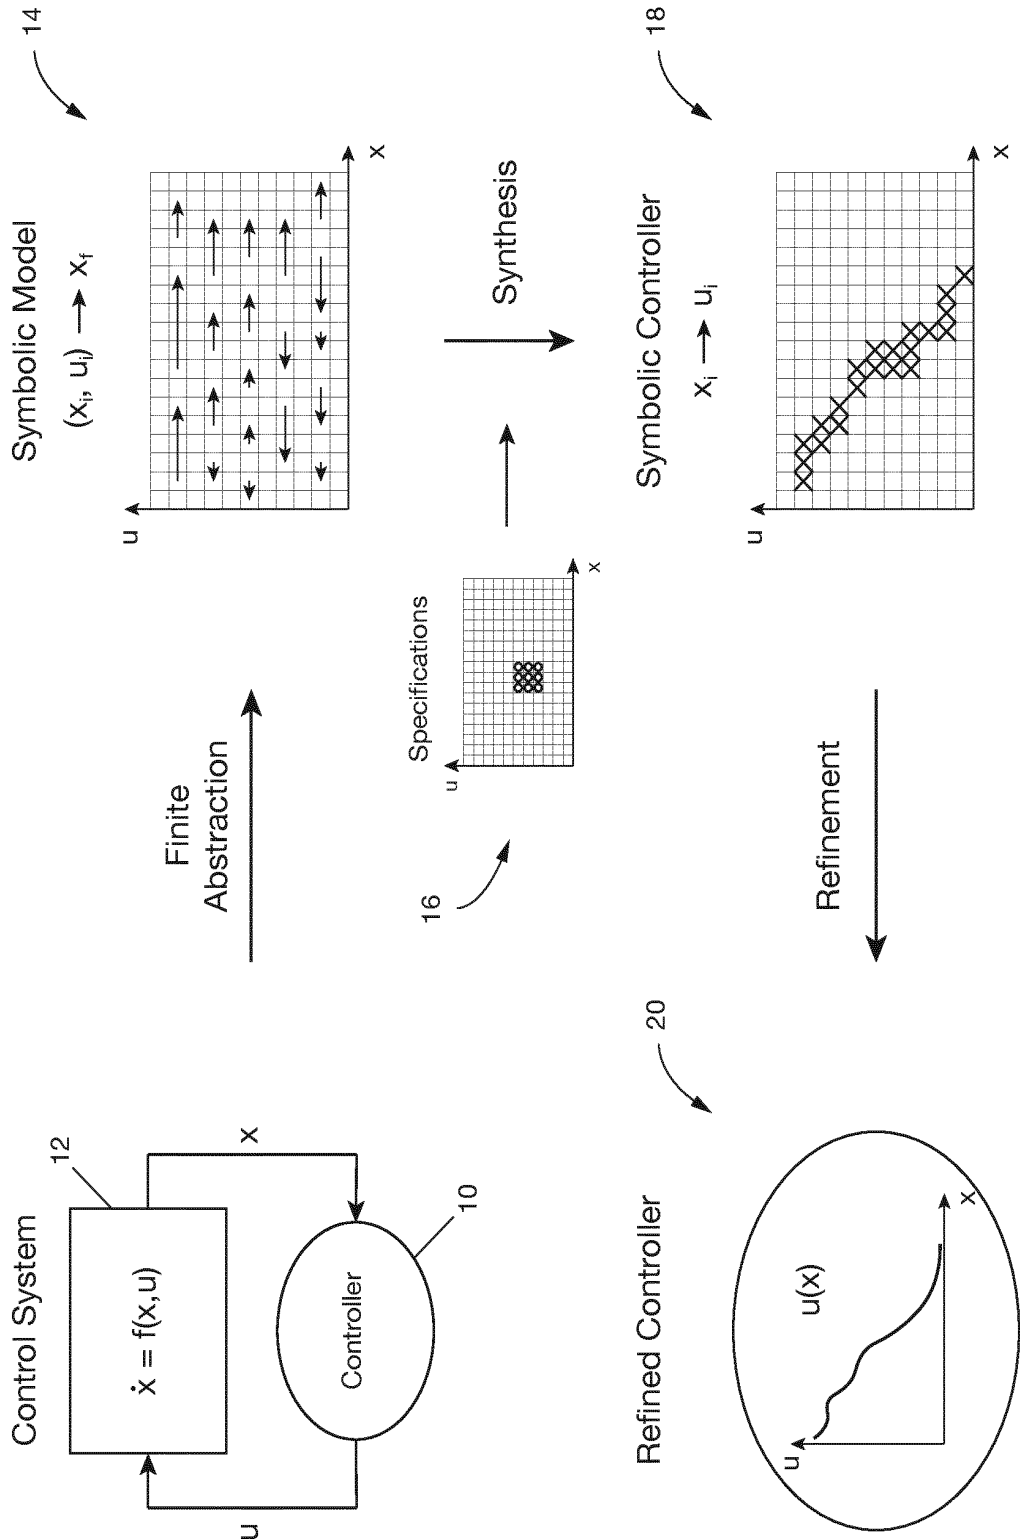 Control System
12
ẋ = f(x,u)
x
u
Controller
10
Finite
Abstraction
Symbolic Model
(xᵢ, uᵢ) → x_f
14
u
x
Specifications
u
x
16
Synthesis
Refined Controller
20
u(x)
u
x
Refinement
Symbolic Controller
xᵢ → uᵢ
18
u
x